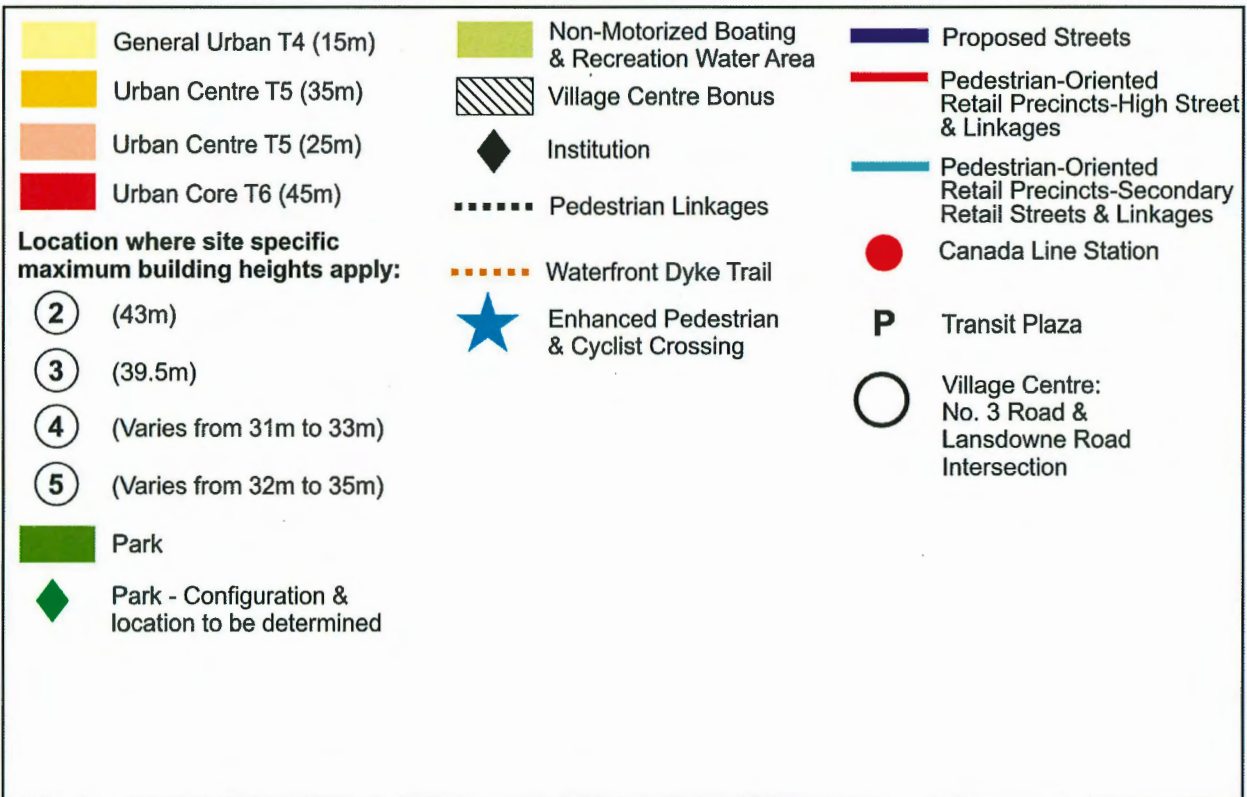 General Urban T4 (15m)
Urban Centre T5 (35m)
Urban Centre T5 (25m)
Urban Core T6 (45m)
Location where site specific
maximum building heights apply:
2 (43m)
3 (39.5m)
4 (Varies from 31m to 33m)
5 (Varies from 32m to 35m)
Park
Park - Configuration &
location to be determined
Non-Motorized Boating
& Recreation Water Area
Village Centre Bonus
Institution
Pedestrian Linkages
Waterfront Dyke Trail
Enhanced Pedestrian
& Cyclist Crossing
Proposed Streets
Pedestrian-Oriented
Retail Precincts-High Street
& Linkages
Pedestrian-Oriented
Retail Precincts-Secondary
Retail Streets & Linkages
Canada Line Station
P Transit Plaza
Village Centre:
No. 3 Road &
Lansdowne Road
Intersection